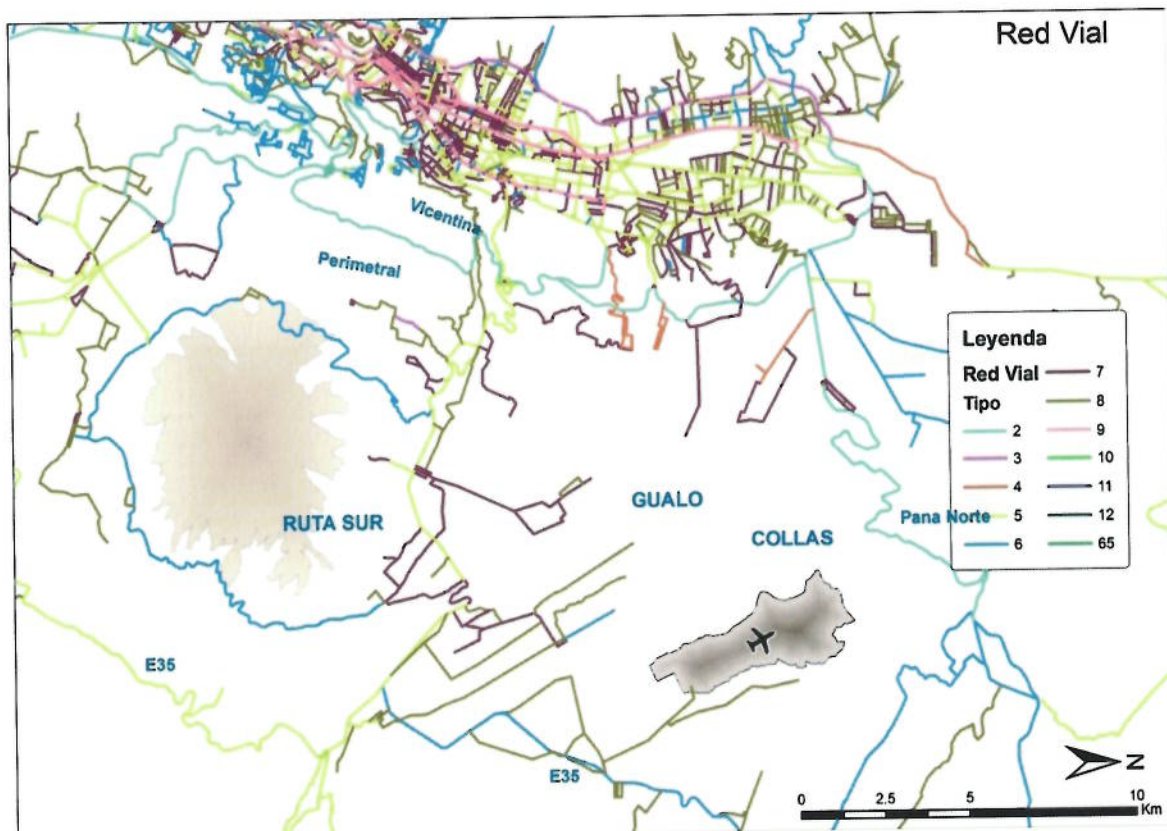 Red Vial
Vicentina
Perimetral
Leyenda
Red Vial
Tipo
2
3
4
5
6
7
8
9
10
11
12
65
GUALO
RUTA SUR
COLLAS
Pana Norte
E35
E35
N
0 2.5 5 10
Km